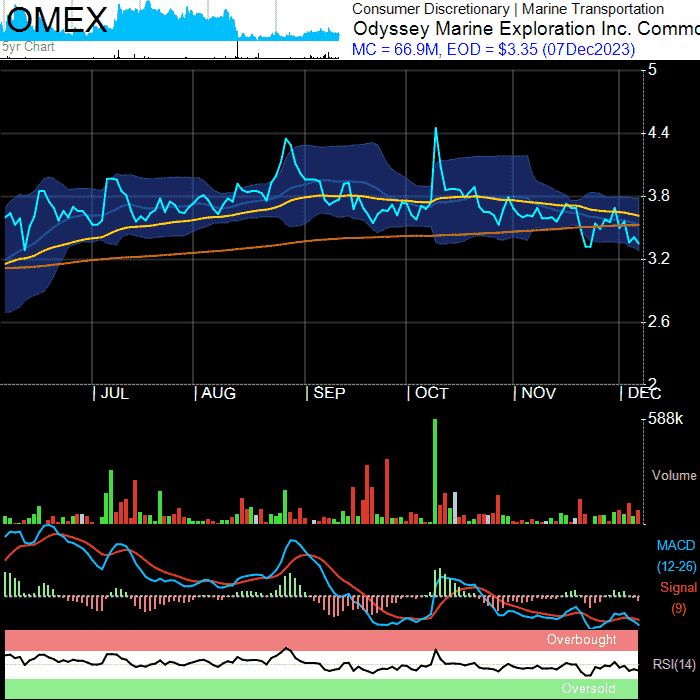 OMEX
5yr Chart
Consumer Discretionary | Marine Transportation
Odyssey Marine Exploration Inc. Commo
MC = 66.9M, EOD = $3.35 (07Dec2023)
5
4.4
3.8
3.2
2.6
2
JUL AUG SEP OCT NOV DEC
588k
Volume
MACD
(12-26)
Signal
(9)
Overbought
RSI(14)
Oversold